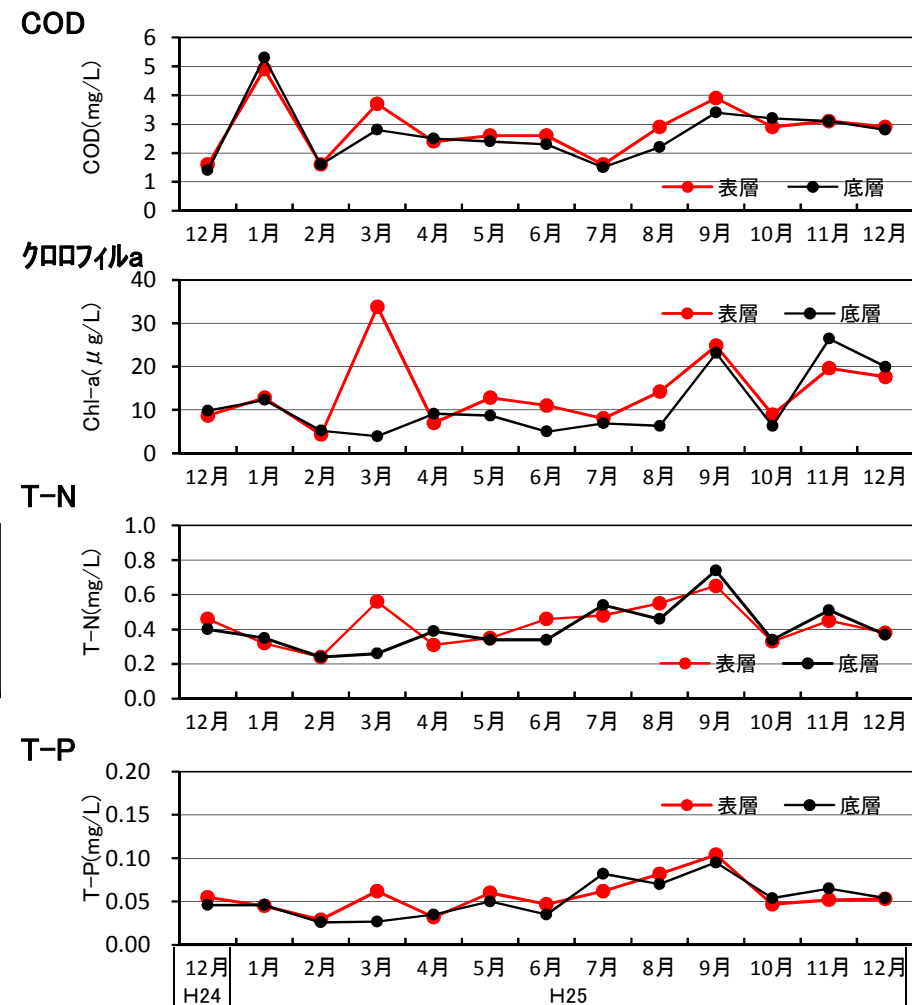 COD
COD(mg/L)
6
5
4
3
2
1
0
表層 底層
12月 1月 2月 3月 4月 5月 6月 7月 8月 9月 10月 11月 12月
クロロフィルa
Chl-a(μg/L)
40
30
20
10
0
表層 底層
12月 1月 2月 3月 4月 5月 6月 7月 8月 9月 10月 11月 12月
T-N
T-N(mg/L)
1.0
0.8
0.6
0.4
0.2
0.0
表層 底層
12月 1月 2月 3月 4月 5月 6月 7月 8月 9月 10月 11月 12月
T-P
T-P(mg/L)
0.20
0.15
0.10
0.05
0.00
表層 底層
12月 1月 2月 3月 4月 5月 6月 7月 8月 9月 10月 11月 12月
H24 H25